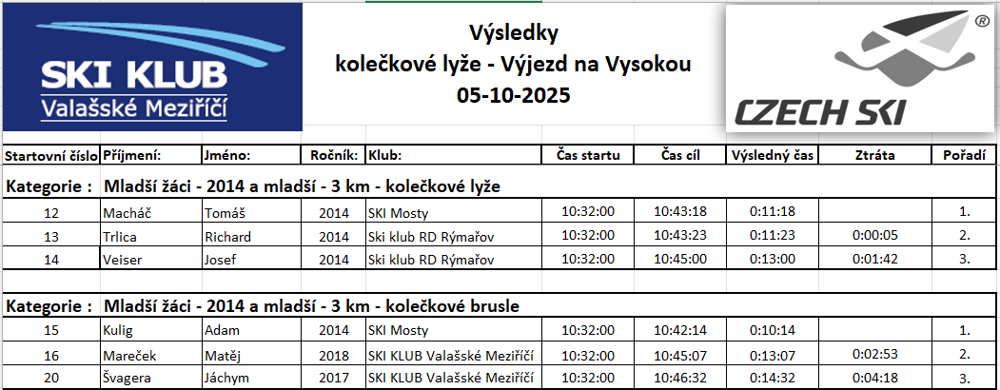 SKI KLUB
Valašské Meziříčí
Výsledky
kolečkové lyže - Výjezd na Vysokou
05-10-2025
®
CZECH SKI
Startovní číslo Příjmení: Jméno: Ročník: Klub: Čas startu Čas cíl Výsledný čas Ztráta Pořadí
Kategorie : Mladší žáci - 2014 a mladší - 3 km - kolečkové lyže
12 Macháč Tomáš 2014 SKI Mosty 10:32:00 10:43:18 0:11:18 1.
13 Trlica Richard 2014 Ski klub RD Rýmařov 10:32:00 10:43:23 0:11:23 0:00:05 2.
14 Veiser Josef 2014 Ski klub RD Rýmařov 10:32:00 10:45:00 0:13:00 0:01:42 3.
Kategorie : Mladší žáci - 2014 a mladší - 3 km - kolečkové brusle
15 Kulig Adam 2014 SKI Mosty 10:32:00 10:42:14 0:10:14 1.
16 Mareček Matěj 2018 SKI KLUB Valašské Meziříčí 10:32:00 10:45:07 0:13:07 0:02:53 2.
20 Švagera Jáchym 2017 SKI KLUB Valašské Meziříčí 10:32:00 10:46:32 0:14:32 0:04:18 3.